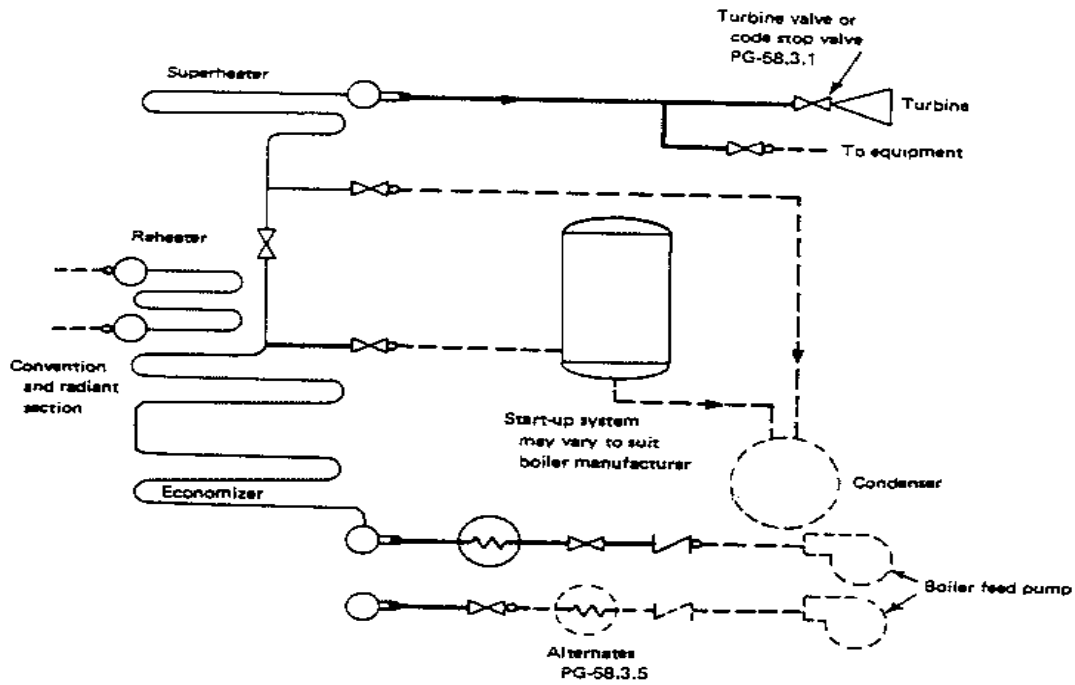 Turbine valve or
code stop valve
PG-58.3.1
Superheater
Turbine
To equipment
Reheater
Convention
and radiant
section
Start-up system
may vary to suit
boiler manufacturer
Condenser
Economizer
Boiler feed pump
Alternates
PG-58.3.5